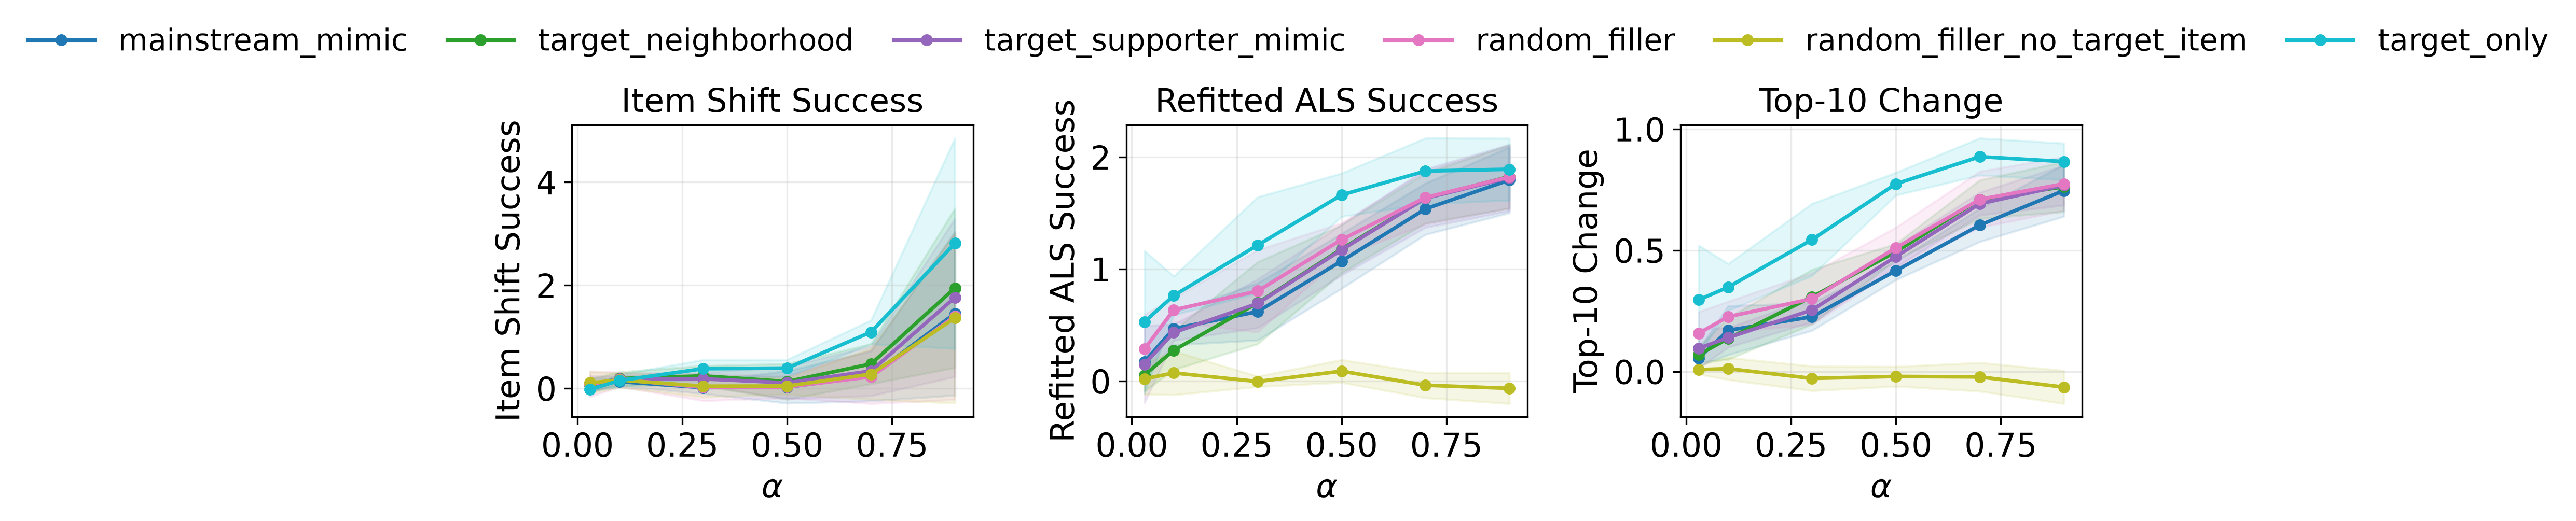 mainstream_mimic target_neighborhood target_supporter_mimic random_filler random_filler_no_target_item target_only
Item Shift Success
Item Shift Success
4
2
0
0.00 0.25 0.50 0.75
α
Refitted ALS Success
Refitted ALS Success
2
1
0
0.00 0.25 0.50 0.75
α
Top-10 Change
Top-10 Change
1.0
0.5
0.0
0.00 0.25 0.50 0.75
α